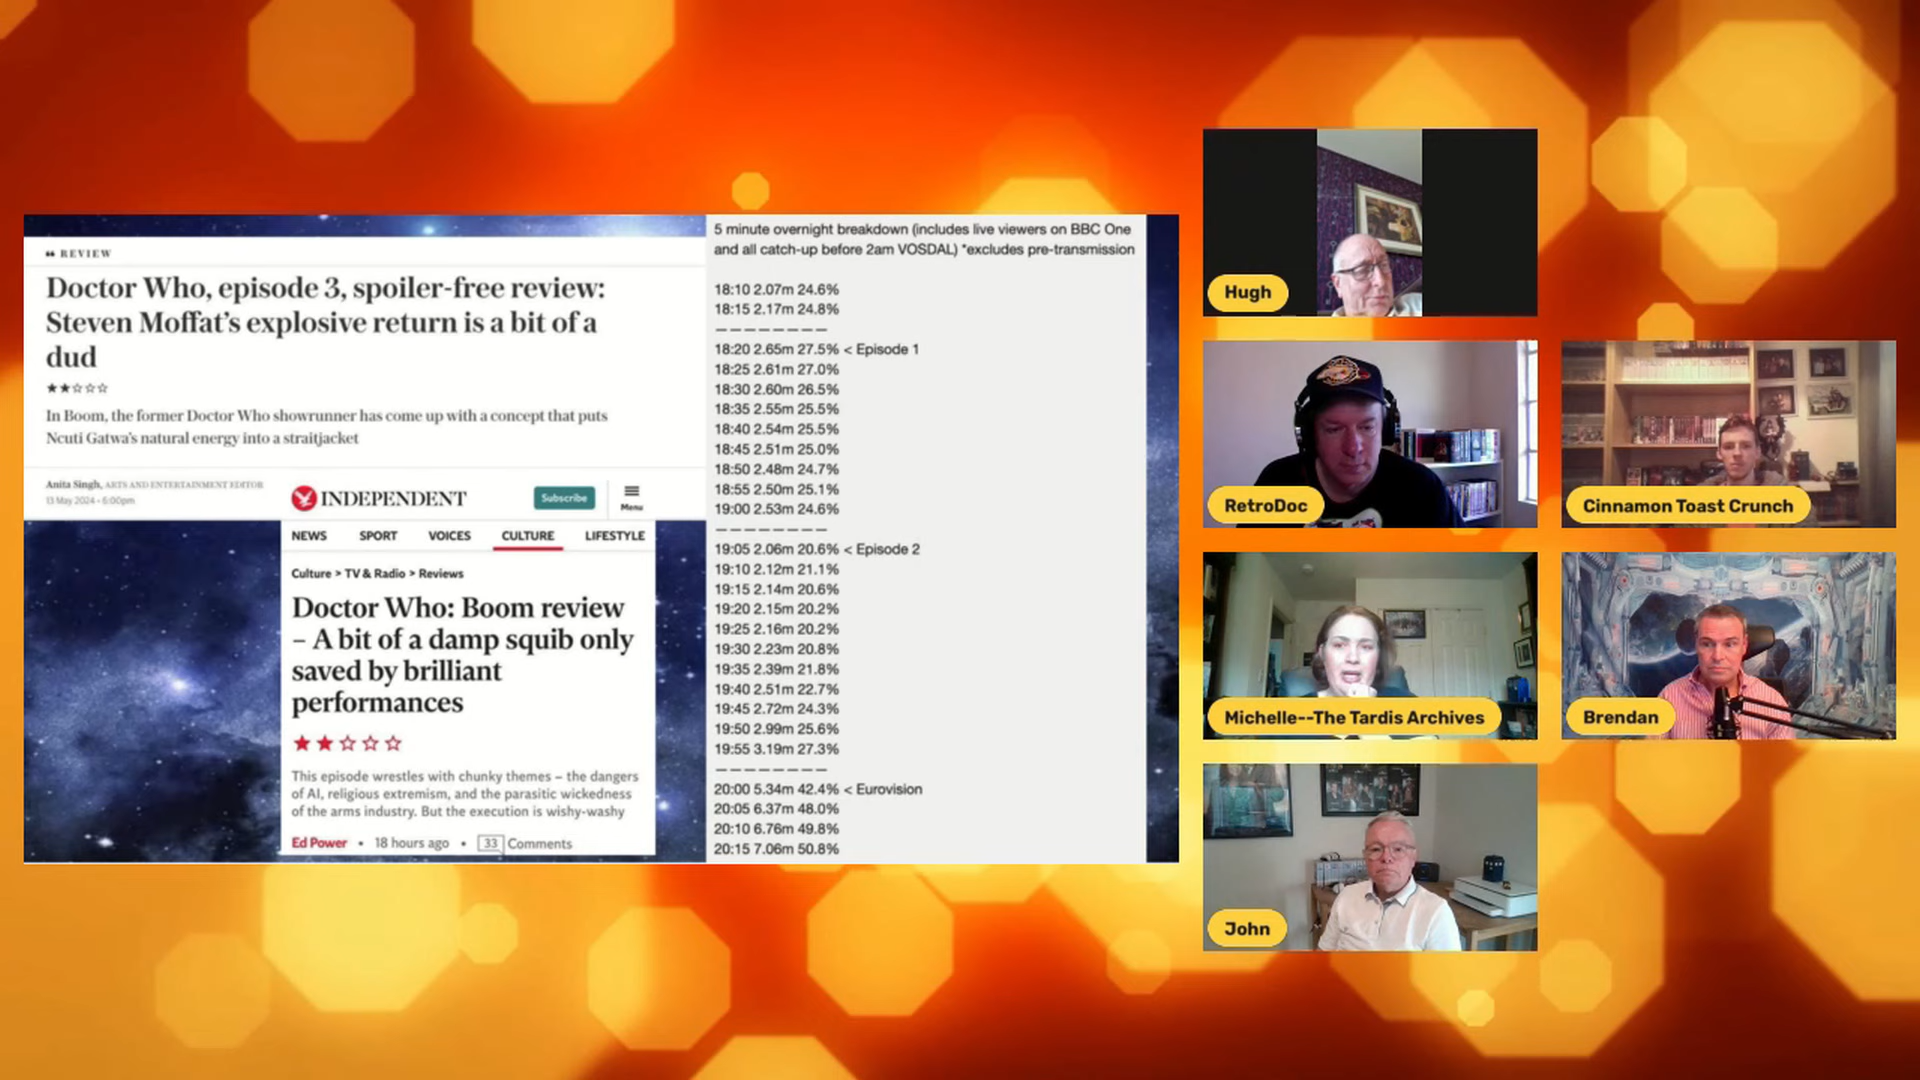 ❝ REVIEW
Doctor Who, episode 3, spoiler-free review:
Steven Moffat's explosive return is a bit of a
dud
★★☆☆☆
In Boom, the former Doctor Who showrunner has come up with a concept that puts
Ncuti Gatwa's natural energy into a straitjacket
Anita Singh, ARTS AND ENTERTAINMENT EDITOR
13 May 2024 • 6:00pm
INDEPENDENT
Subscribe
Menu
NEWS SPORT VOICES CULTURE LIFESTYLE
Culture > TV & Radio > Reviews
Doctor Who: Boom review
– A bit of a damp squib only
saved by brilliant
performances
★★☆☆☆
This episode wrestles with chunky themes – the dangers
of AI, religious extremism, and the parasitic wickedness
of the arms industry. But the execution is wishy-washy
Ed Power • 18 hours ago • 33 Comments
5 minute overnight breakdown (includes live viewers on BBC One
and all catch-up before 2am VOSDAL) *excludes pre-transmission
18:10 2.07m 24.6%
18:15 2.17m 24.8%
—————————
18:20 2.65m 27.5% < Episode 1
18:25 2.61m 27.0%
18:30 2.60m 26.5%
18:35 2.55m 25.5%
18:40 2.54m 25.5%
18:45 2.51m 25.0%
18:50 2.48m 24.7%
18:55 2.50m 25.1%
19:00 2.53m 24.6%
—————————
19:05 2.06m 20.6% < Episode 2
19:10 2.12m 21.1%
19:15 2.14m 20.6%
19:20 2.15m 20.2%
19:25 2.16m 20.2%
19:30 2.23m 20.8%
19:35 2.39m 21.8%
19:40 2.51m 22.7%
19:45 2.72m 24.3%
19:50 2.99m 25.6%
19:55 3.19m 27.3%
—————————
20:00 5.34m 42.4% < Eurovision
20:05 6.37m 48.0%
20:10 6.76m 49.8%
20:15 7.06m 50.8%
Hugh
RetroDoc
Cinnamon Toast Crunch
Michelle--The Tardis Archives
Brendan
John